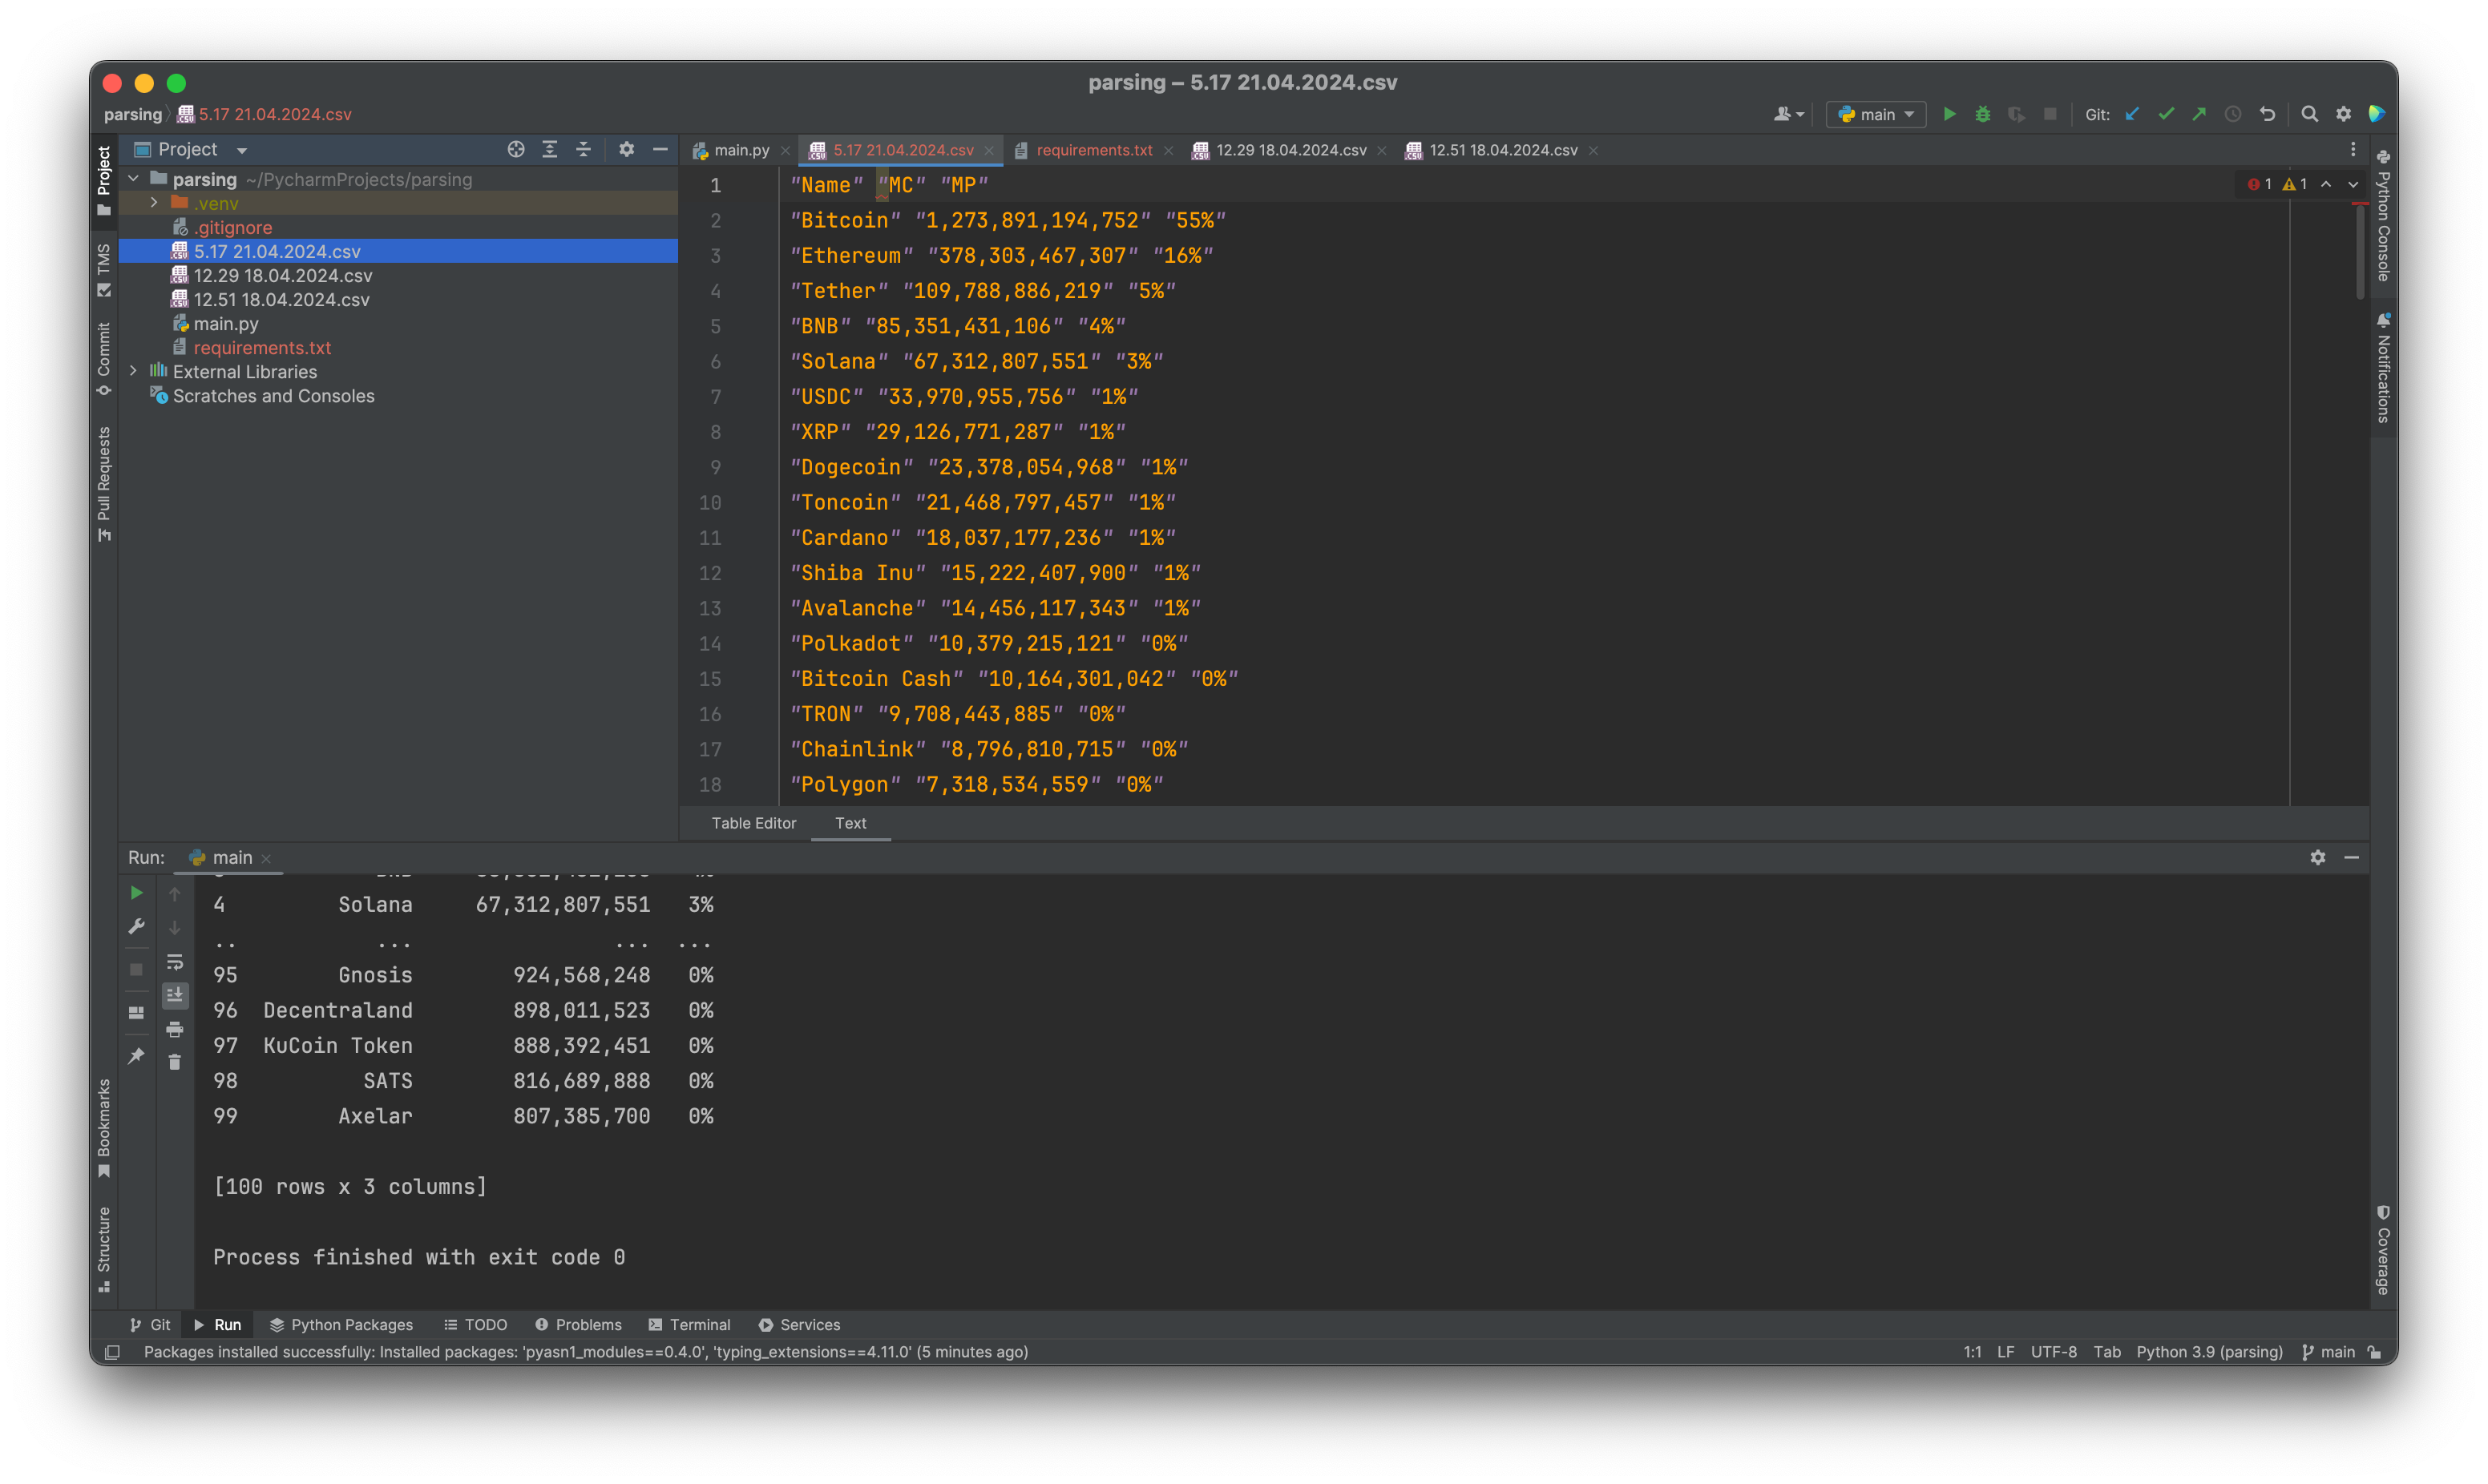 parsing – 5.17 21.04.2024.csv
parsing 5.17 21.04.2024.csv
main
Git:
Project
main.py
5.17 21.04.2024.csv
requirements.txt
12.29 18.04.2024.csv
12.51 18.04.2024.csv
parsing ~/PycharmProjects/parsing
.venv
.gitignore
5.17 21.04.2024.csv
12.29 18.04.2024.csv
12.51 18.04.2024.csv
main.py
requirements.txt
External Libraries
Scratches and Consoles
Project
TMS
Commit
Pull Requests
Bookmarks
Structure
1 "Name" "MC" "MP"
2 "Bitcoin" "1,273,891,194,752" "55%"
3 "Ethereum" "378,303,467,307" "16%"
4 "Tether" "109,788,886,219" "5%"
5 "BNB" "85,351,431,106" "4%"
6 "Solana" "67,312,807,551" "3%"
7 "USDC" "33,970,955,756" "1%"
8 "XRP" "29,126,771,287" "1%"
9 "Dogecoin" "23,378,054,968" "1%"
10 "Toncoin" "21,468,797,457" "1%"
11 "Cardano" "18,037,177,236" "1%"
12 "Shiba Inu" "15,222,407,900" "1%"
13 "Avalanche" "14,456,117,343" "1%"
14 "Polkadot" "10,379,215,121" "0%"
15 "Bitcoin Cash" "10,164,301,042" "0%"
16 "TRON" "9,708,443,885" "0%"
17 "Chainlink" "8,796,810,715" "0%"
18 "Polygon" "7,318,534,559" "0%"
1 1
Python Console
Notifications
Coverage
Table Editor Text
Run: main
4 Solana 67,312,807,551 3%
.. ... ... ...
95 Gnosis 924,568,248 0%
96 Decentraland 898,011,523 0%
97 KuCoin Token 888,392,451 0%
98 SATS 816,689,888 0%
99 Axelar 807,385,700 0%
[100 rows x 3 columns]
Process finished with exit code 0
Git Run Python Packages TODO Problems Terminal Services
Packages installed successfully: Installed packages: 'pyasn1_modules==0.4.0', 'typing_extensions==4.11.0' (5 minutes ago)
1:1 LF UTF-8 Tab Python 3.9 (parsing) main